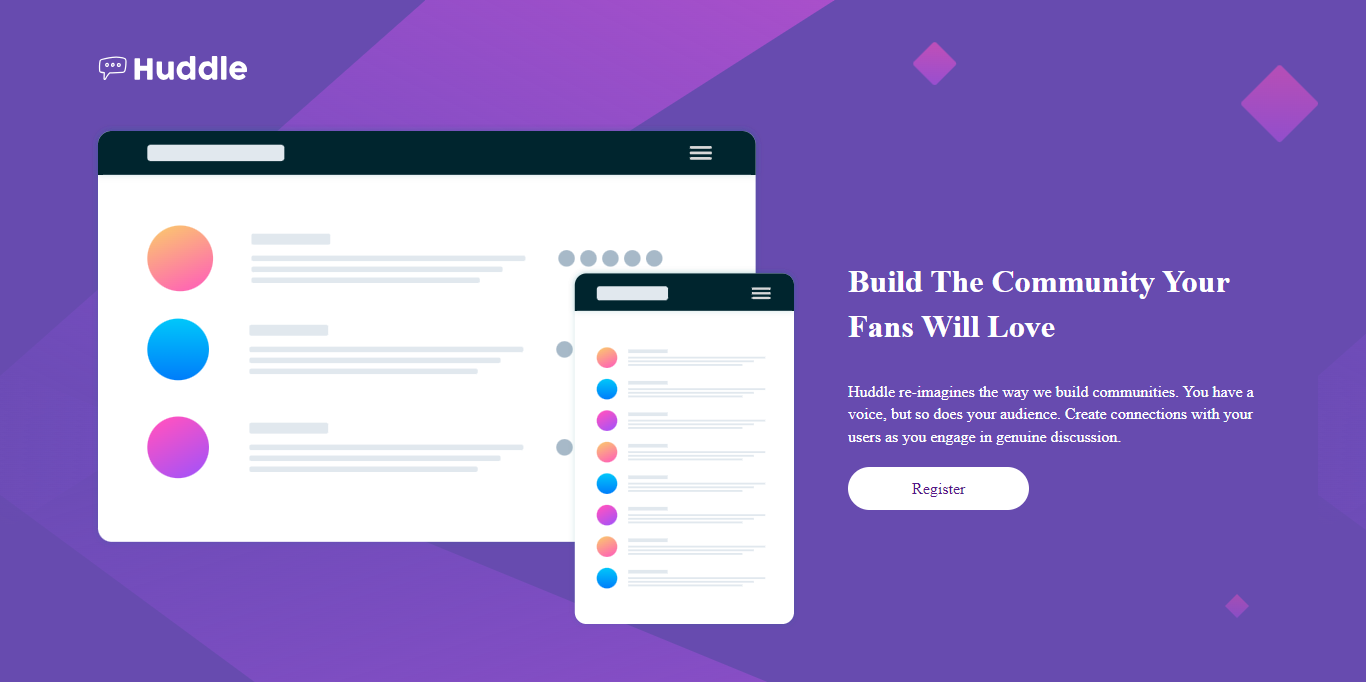 Huddle
Build The Community Your
Fans Will Love
Huddle re-imagines the way we build communities. You have a
voice, but so does your audience. Create connections with your
users as you engage in genuine discussion.
Register